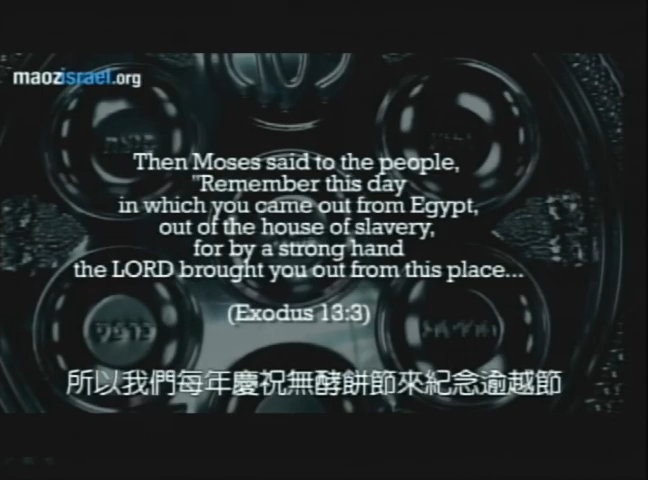 maozisrael.org
Then Moses said to the people,
"Remember this day
in which you came out from Egypt,
out of the house of slavery,
for by a strong hand
the LORD brought you out from this place...
(Exodus 13:3)
כרפס
所以我們每年慶祝無酵餅節來紀念逾越節